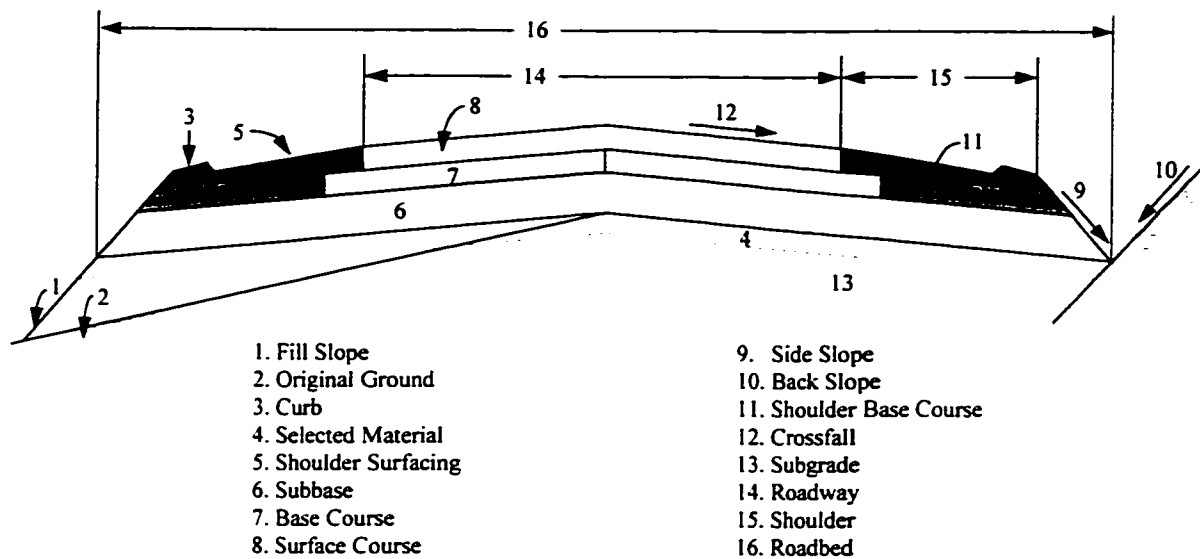 16
14
15
3
5
8
12
11
10
9
7
6
4
13
1
2
1. Fill Slope
2. Original Ground
3. Curb
4. Selected Material
5. Shoulder Surfacing
6. Subbase
7. Base Course
8. Surface Course
9. Side Slope
10. Back Slope
11. Shoulder Base Course
12. Crossfall
13. Subgrade
14. Roadway
15. Shoulder
16. Roadbed